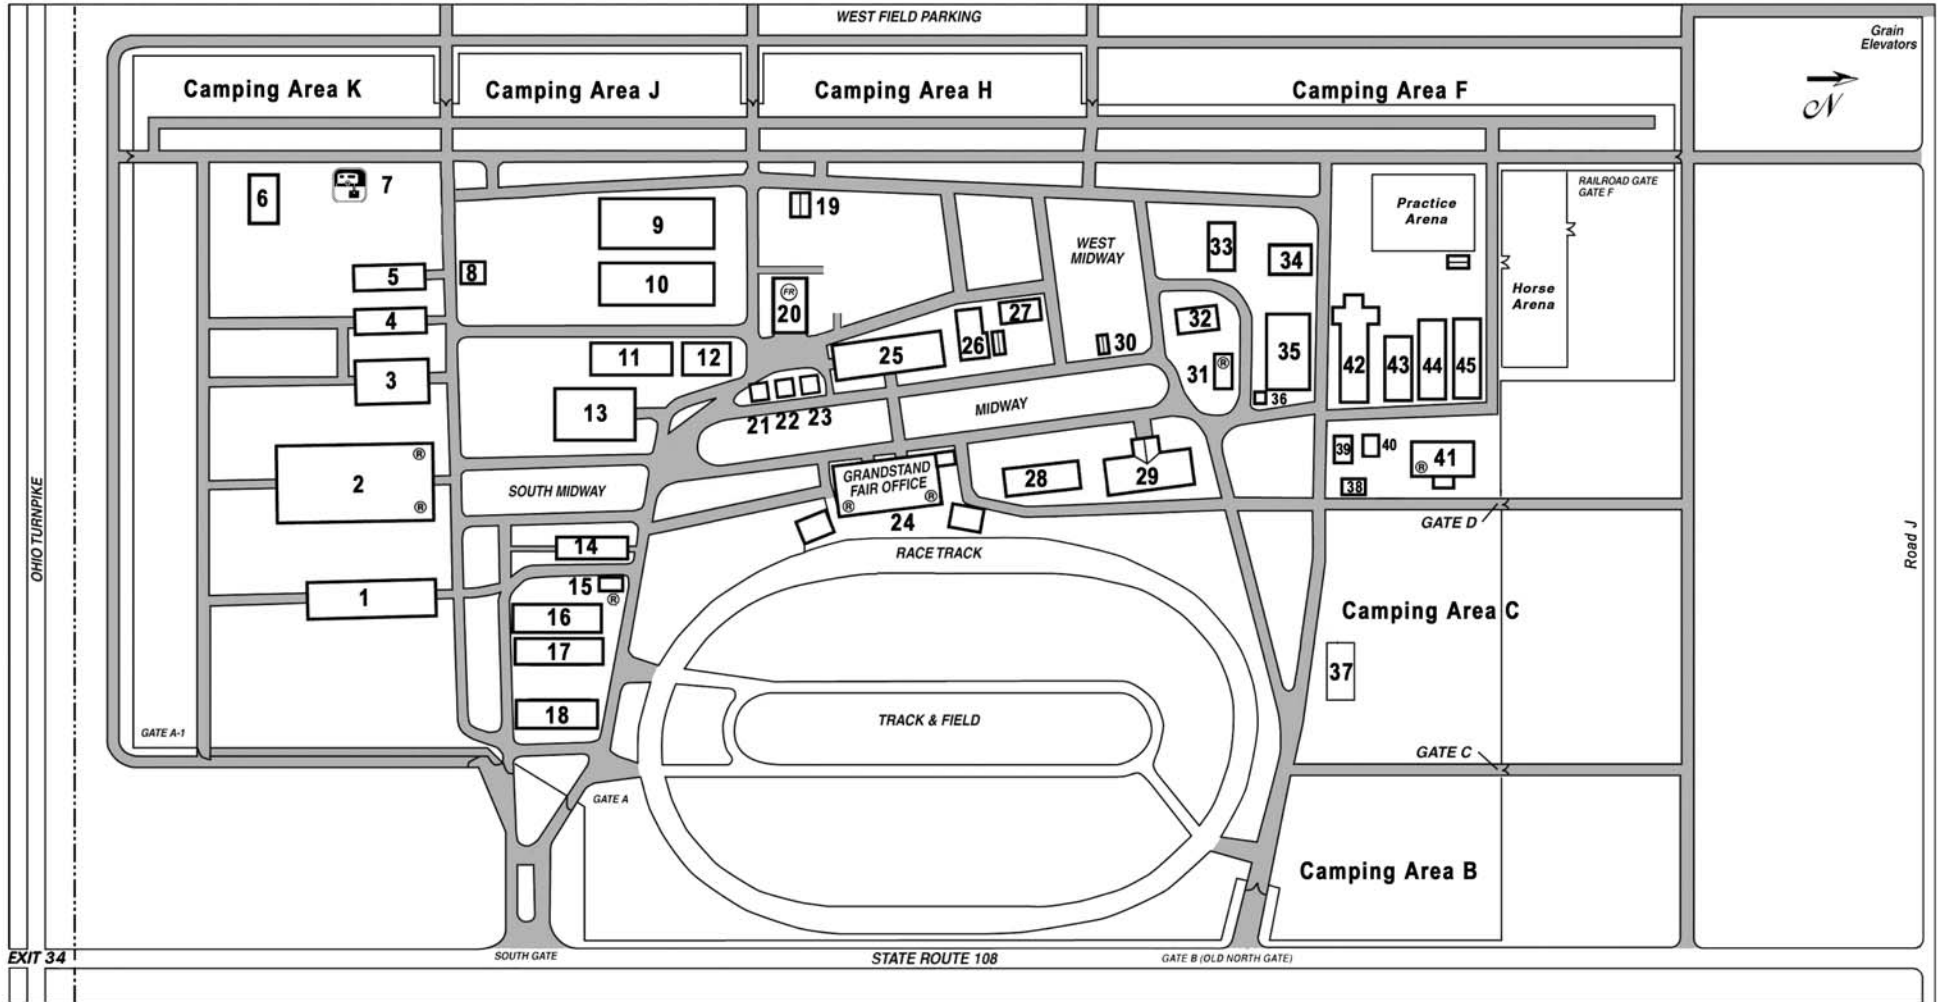 WEST FIELD PARKING
Grain
Elevators
Camping Area K
Camping Area J
Camping Area H
Camping Area F
N
6
7
19
9
5
8
10
FR
20
4
3
11
12
13
21
22
23
25
26
27
WEST
MIDWAY
30
33
34
32
31
R
35
36
Practice
Arena
RAILROAD GATE
GATE F
Horse
Arena
42
43
44
45
MIDWAY
2
R
R
SOUTH MIDWAY
GRANDSTAND
FAIR OFFICE
R
R
24
28
29
39
40
R
41
38
GATE D
OHIO TURNPIKE
Road J
14
15
R
16
17
18
1
RACE TRACK
Camping Area C
37
TRACK & FIELD
GATE A-1
GATE C
GATE A
Camping Area B
EXIT 34
SOUTH GATE
STATE ROUTE 108
GATE B (OLD NORTH GATE)